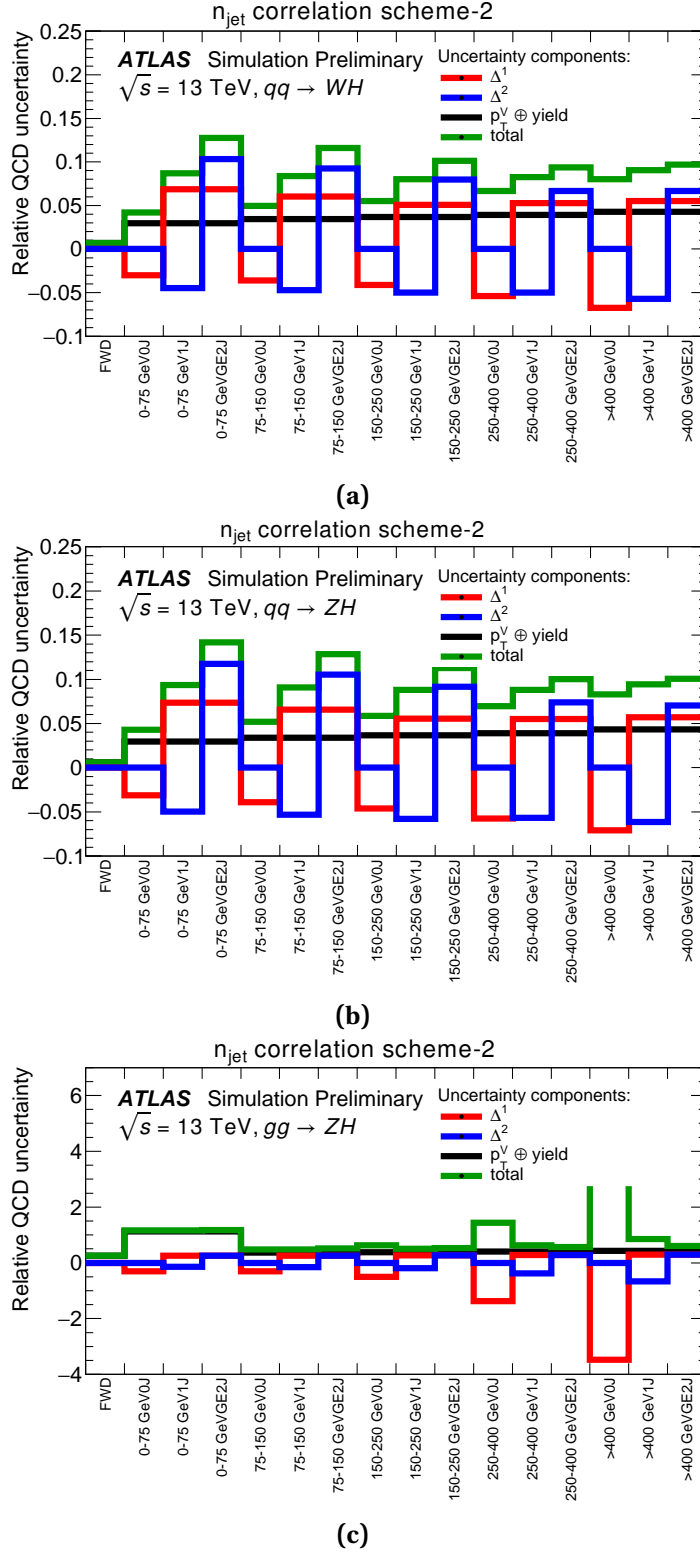 n_jet correlation scheme-2
Relative QCD uncertainty
0.25
0.2
0.15
0.1
0.05
0
−0.05
−0.1
ATLAS Simulation Preliminary
√s = 13 TeV, qq → WH
Uncertainty components:
Δ¹
Δ²
p_T^V ⊕ yield
total
FWD
0-75 GeV0J
0-75 GeV1J
0-75 GeVGE2J
75-150 GeV0J
75-150 GeV1J
75-150 GeVGE2J
150-250 GeV0J
150-250 GeV1J
150-250 GeVGE2J
250-400 GeV0J
250-400 GeV1J
250-400 GeVGE2J
>400 GeV0J
>400 GeV1J
>400 GeVGE2J
(a)
n_jet correlation scheme-2
Relative QCD uncertainty
0.25
0.2
0.15
0.1
0.05
0
−0.05
−0.1
ATLAS Simulation Preliminary
√s = 13 TeV, qq → ZH
Uncertainty components:
Δ¹
Δ²
p_T^V ⊕ yield
total
FWD
0-75 GeV0J
0-75 GeV1J
0-75 GeVGE2J
75-150 GeV0J
75-150 GeV1J
75-150 GeVGE2J
150-250 GeV0J
150-250 GeV1J
150-250 GeVGE2J
250-400 GeV0J
250-400 GeV1J
250-400 GeVGE2J
>400 GeV0J
>400 GeV1J
>400 GeVGE2J
(b)
n_jet correlation scheme-2
Relative QCD uncertainty
6
4
2
0
−2
−4
ATLAS Simulation Preliminary
√s = 13 TeV, gg → ZH
Uncertainty components:
Δ¹
Δ²
p_T^V ⊕ yield
total
FWD
0-75 GeV0J
0-75 GeV1J
0-75 GeVGE2J
75-150 GeV0J
75-150 GeV1J
75-150 GeVGE2J
150-250 GeV0J
150-250 GeV1J
150-250 GeVGE2J
250-400 GeV0J
250-400 GeV1J
250-400 GeVGE2J
>400 GeV0J
>400 GeV1J
>400 GeVGE2J
(c)